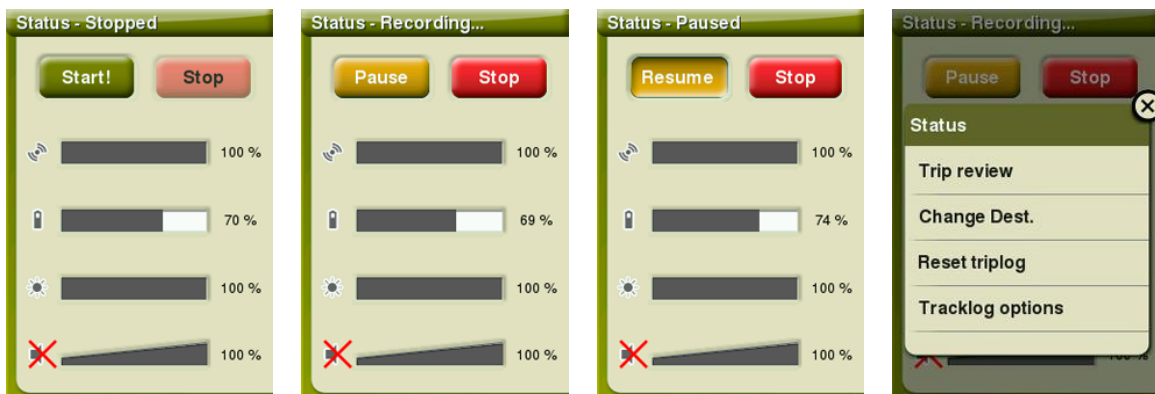 Status - Stopped
Start! Stop
100 %
70 %
100 %
100 %
Status - Recording...
Pause Stop
100 %
69 %
100 %
100 %
Status - Paused
Resume Stop
100 %
74 %
100 %
100 %
Status - Recording...
Pause Stop
Status
Trip review
Change Dest.
Reset triplog
Tracklog options